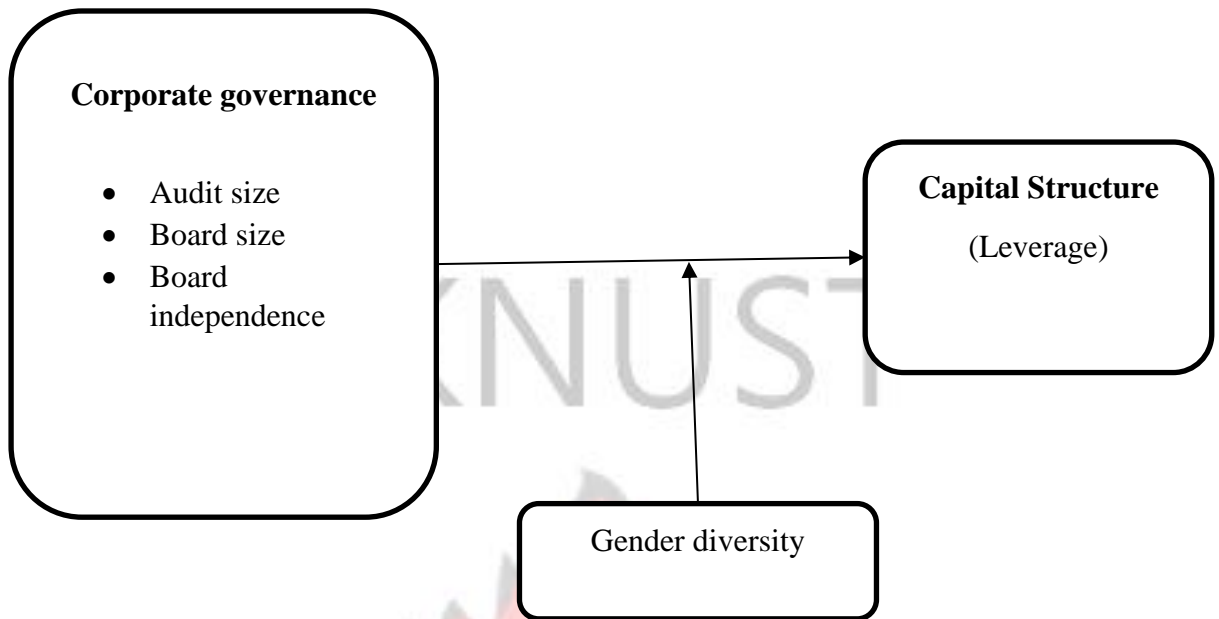 Corporate governance
• Audit size
• Board size
• Board
independence
Capital Structure
(Leverage)
KNUST
Gender diversity